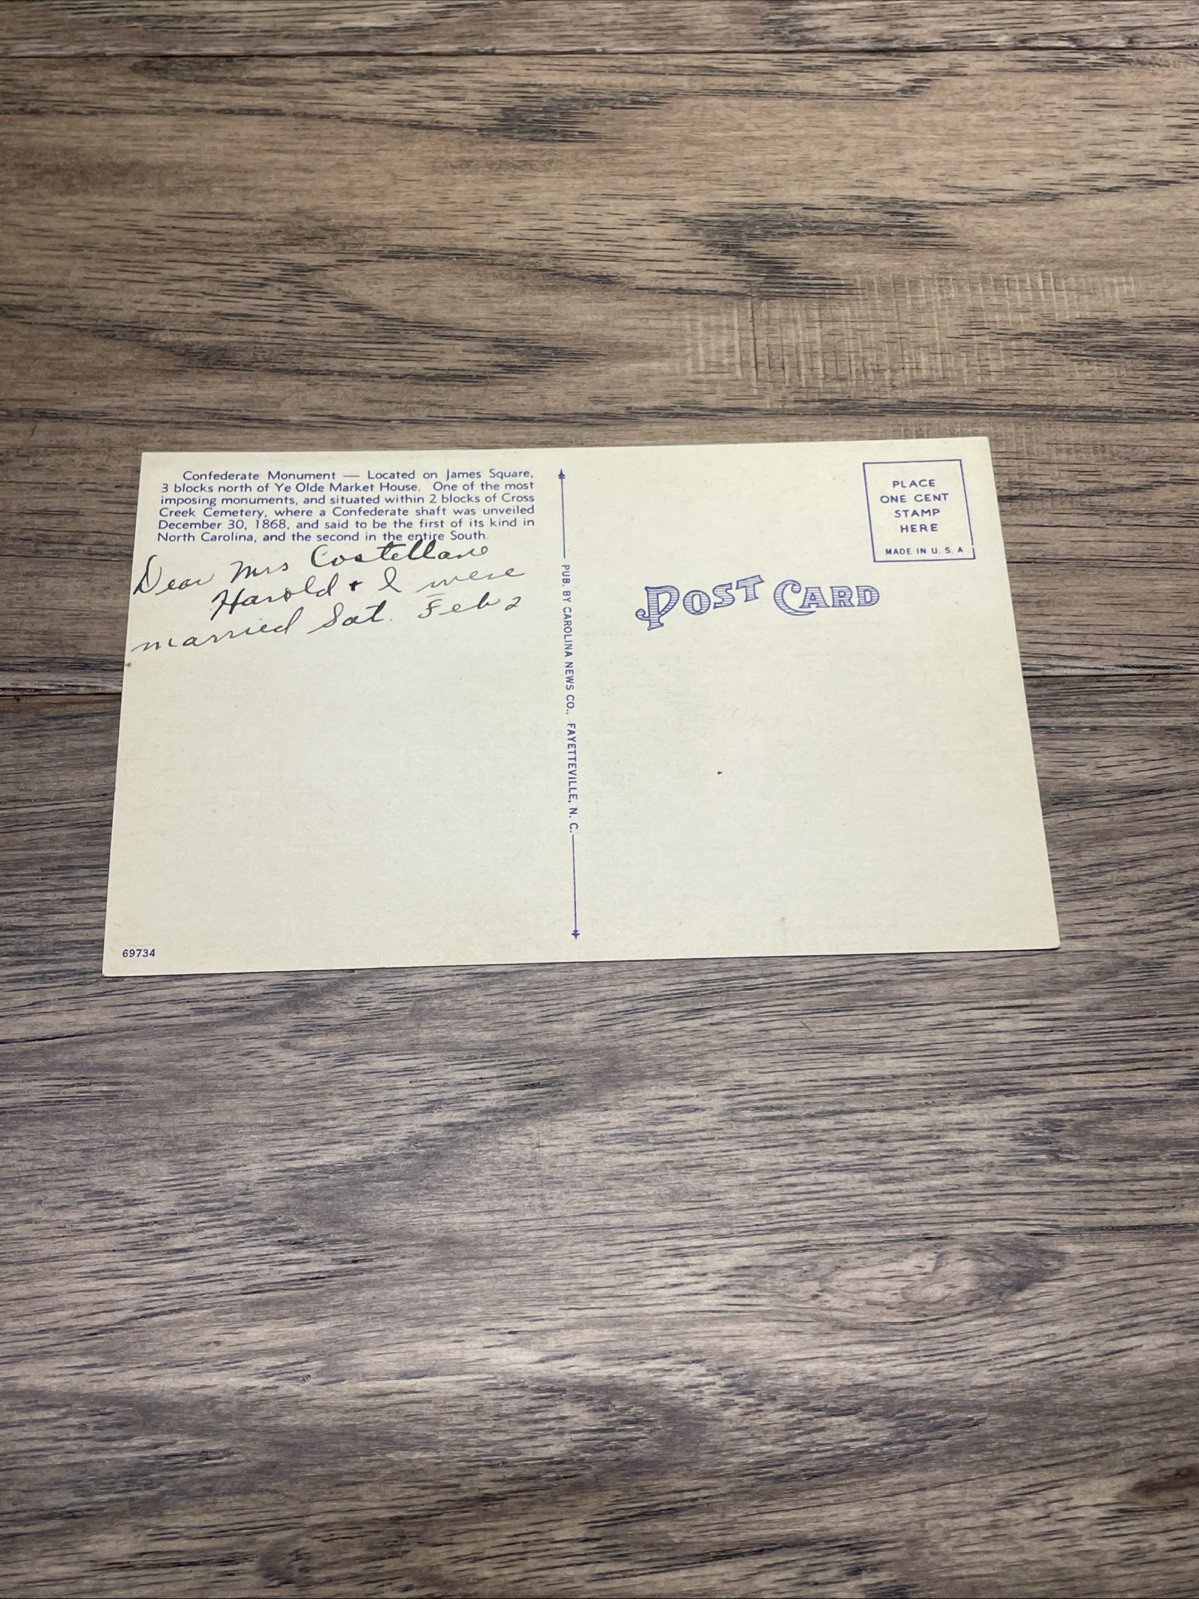 Confederate Monument — Located on James Square,
3 blocks north of Ye Olde Market House. One of the most
imposing monuments, and situated within 2 blocks of Cross
Creek Cemetery, where a Confederate shaft was unveiled
December 30, 1868, and said to be the first of its kind in
North Carolina, and the second in the entire South.
Dear Mrs Costellano
Harold + I were
married Sat. Feb 2
69734
PUB. BY CAROLINA NEWS CO., FAYETTEVILLE, N. C.
POST CARD
PLACE
ONE CENT
STAMP
HERE
MADE IN U. S. A